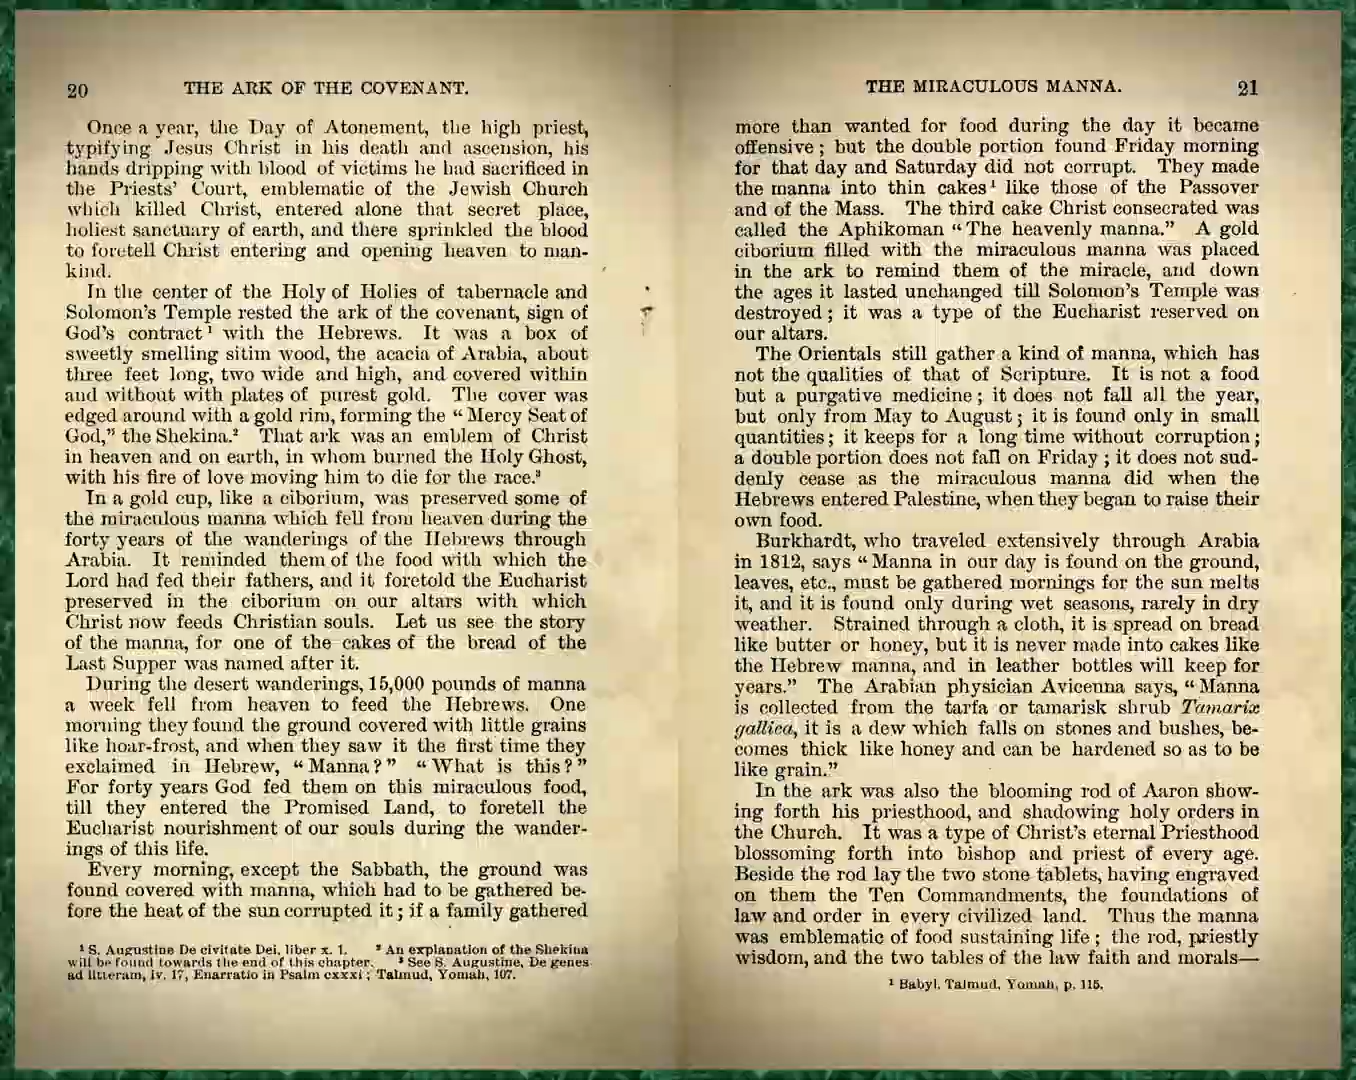 20
THE ARK OF THE COVENANT.
Once a year, the Day of Atonement, the high priest,
typifying Jesus Christ in his death and ascension, his
hands dripping with blood of victims he had sacrificed in
the Priests’ Court, emblematic of the Jewish Church
which killed Christ, entered alone that secret place,
holiest sanctuary of earth, and there sprinkled the blood
to foretell Christ entering and opening heaven to man-
kind.
In the center of the Holy of Holies of tabernacle and
Solomon’s Temple rested the ark of the covenant, sign of
God’s contract¹ with the Hebrews. It was a box of
sweetly smelling sitim wood, the acacia of Arabia, about
three feet long, two wide and high, and covered within
and without with plates of purest gold. The cover was
edged around with a gold rim, forming the “Mercy Seat of
God,” the Shekina.² That ark was an emblem of Christ
in heaven and on earth, in whom burned the Holy Ghost,
with his fire of love moving him to die for the race.³
In a gold cup, like a ciborium, was preserved some of
the miraculous manna which fell from heaven during the
forty years of the wanderings of the Hebrews through
Arabia. It reminded them of the food with which the
Lord had fed their fathers, and it foretold the Eucharist
preserved in the ciborium on our altars with which
Christ now feeds Christian souls. Let us see the story
of the manna, for one of the cakes of the bread of the
Last Supper was named after it.
During the desert wanderings, 15,000 pounds of manna
a week fell from heaven to feed the Hebrews. One
morning they found the ground covered with little grains
like hoar-frost, and when they saw it the first time they
exclaimed in Hebrew, “Manna?” “What is this?”
For forty years God fed them on this miraculous food,
till they entered the Promised Land, to foretell the
Eucharist nourishment of our souls during the wander-
ings of this life.
Every morning, except the Sabbath, the ground was
found covered with manna, which had to be gathered be-
fore the heat of the sun corrupted it; if a family gathered
¹ S. Augustine De civitate Dei, liber x. 1. ² An explanation of the Shekina
will be found towards the end of this chapter. ³ See S. Augustine, De genes
ad litteram, iv. 17, Enarratio in Psalm cxxxi; Talmud, Yomah, 107.
THE MIRACULOUS MANNA.
21
more than wanted for food during the day it became
offensive; but the double portion found Friday morning
for that day and Saturday did not corrupt. They made
the manna into thin cakes¹ like those of the Passover
and of the Mass. The third cake Christ consecrated was
called the Aphikoman “The heavenly manna.” A gold
ciborium filled with the miraculous manna was placed
in the ark to remind them of the miracle, and down
the ages it lasted unchanged till Solomon’s Temple was
destroyed; it was a type of the Eucharist reserved on
our altars.
The Orientals still gather a kind of manna, which has
not the qualities of that of Scripture. It is not a food
but a purgative medicine; it does not fall all the year,
but only from May to August; it is found only in small
quantities; it keeps for a long time without corruption;
a double portion does not fall on Friday; it does not sud-
denly cease as the miraculous manna did when the
Hebrews entered Palestine, when they began to raise their
own food.
Burkhardt, who traveled extensively through Arabia
in 1812, says “Manna in our day is found on the ground,
leaves, etc., must be gathered mornings for the sun melts
it, and it is found only during wet seasons, rarely in dry
weather. Strained through a cloth, it is spread on bread
like butter or honey, but it is never made into cakes like
the Hebrew manna, and in leather bottles will keep for
years.” The Arabian physician Avicenna says, “Manna
is collected from the tarfa or tamarisk shrub Tamarix
gallica, it is a dew which falls on stones and bushes, be-
comes thick like honey and can be hardened so as to be
like grain.”
In the ark was also the blooming rod of Aaron show-
ing forth his priesthood, and shadowing holy orders in
the Church. It was a type of Christ’s eternal Priesthood
blossoming forth into bishop and priest of every age.
Beside the rod lay the two stone tablets, having engraved
on them the Ten Commandments, the foundations of
law and order in every civilized land. Thus the manna
was emblematic of food sustaining life; the rod, priestly
wisdom, and the two tables of the law faith and morals—
¹ Babyl. Talmud, Yomah, p. 115.